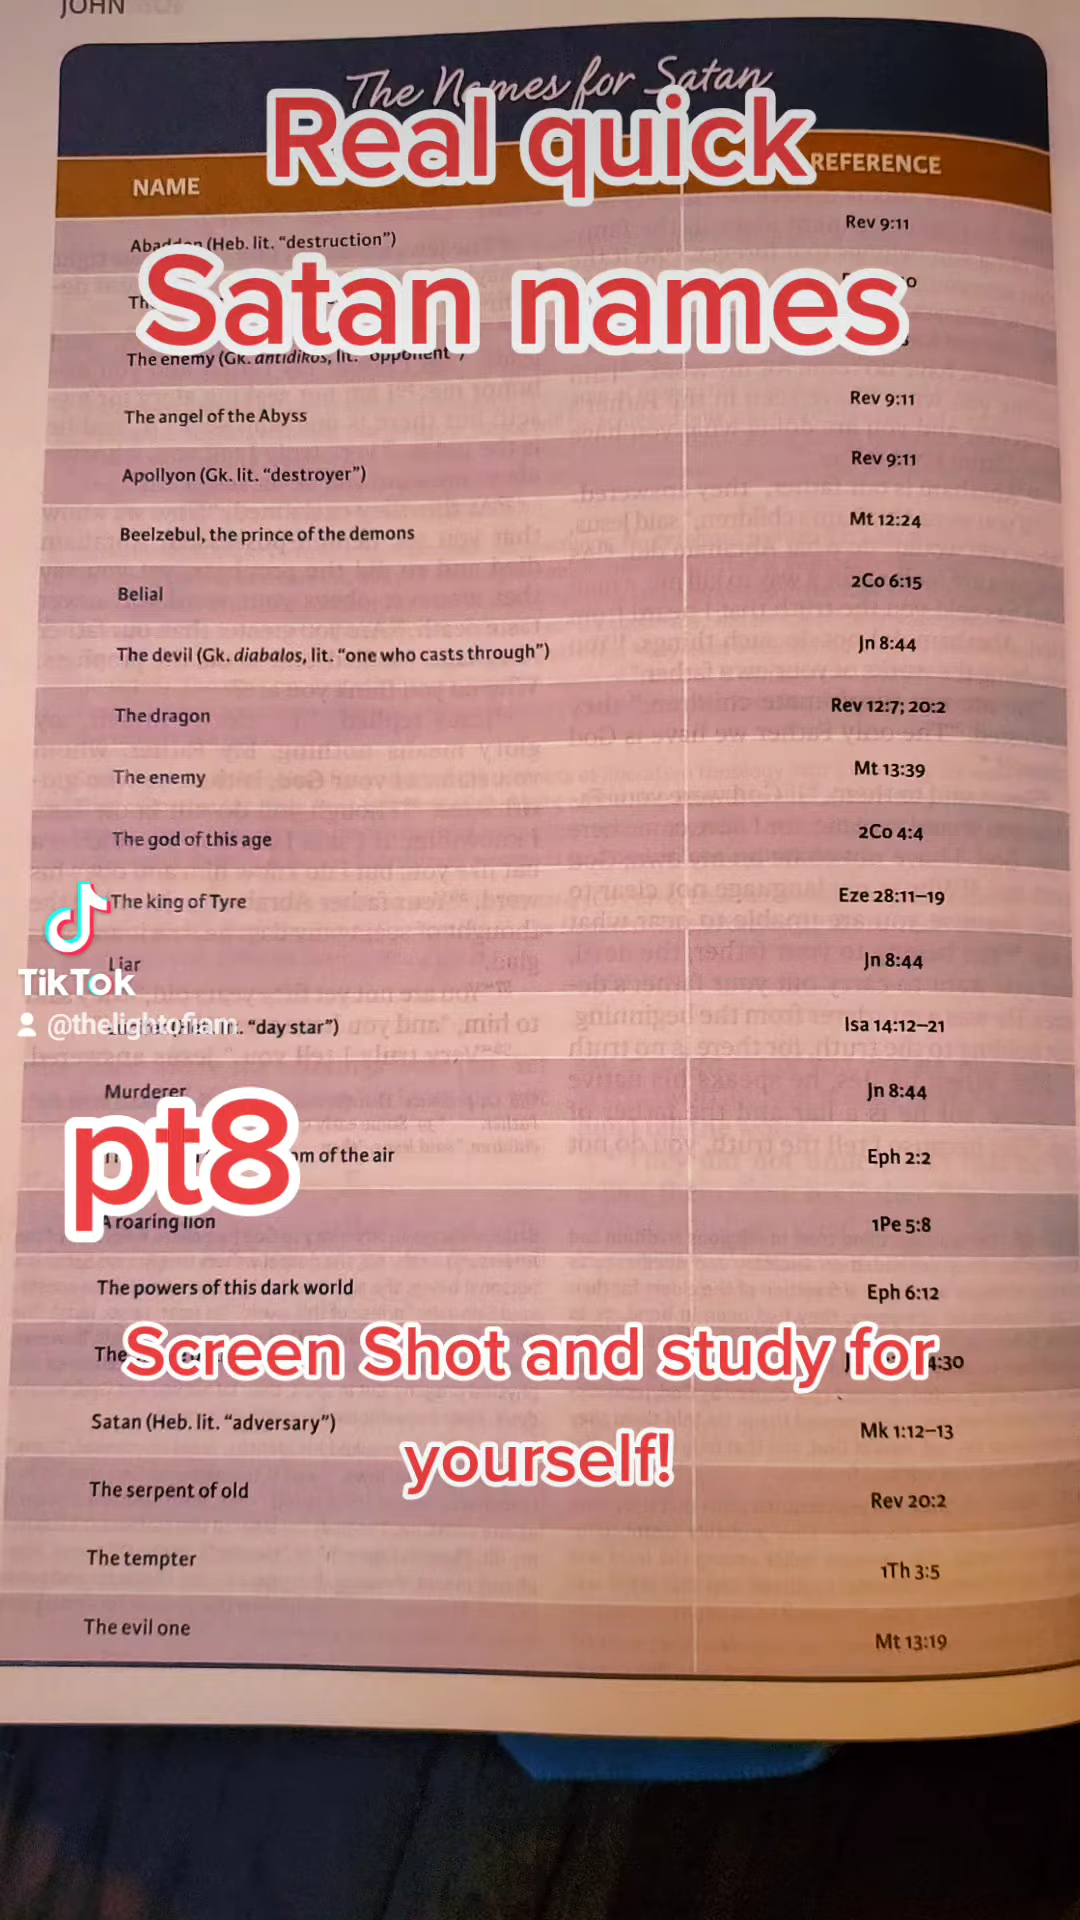 JOHN
The Names for Satan
Real quick
NAME REFERENCE
Abaddon (Heb. lit. “destruction”) Rev 9:11
Satan names
The enemy (Gk. antidikos, lit. “opponent”)
The angel of the Abyss Rev 9:11
Apollyon (Gk. lit. “destroyer”) Rev 9:11
Beelzebul, the prince of the demons Mt 12:24
Belial 2Co 6:15
The devil (Gk. diabalos, lit. “one who casts through”) Jn 8:44
The dragon Rev 12:7; 20:2
The enemy Mt 13:39
The god of this age 2Co 4:4
The king of Tyre Eze 28:11–19
Liar Jn 8:44
TikTok
@thelightofiam
lit. “day star”) Isa 14:12–21
Murderer Jn 8:44
pt8
of the air Eph 2:2
A roaring lion 1Pe 5:8
The powers of this dark world Eph 6:12
The
Screen Shot and study for
Satan (Heb. lit. “adversary”) Mk 1:12–13
yourself!
The serpent of old Rev 20:2
The tempter 1Th 3:5
The evil one Mt 13:19